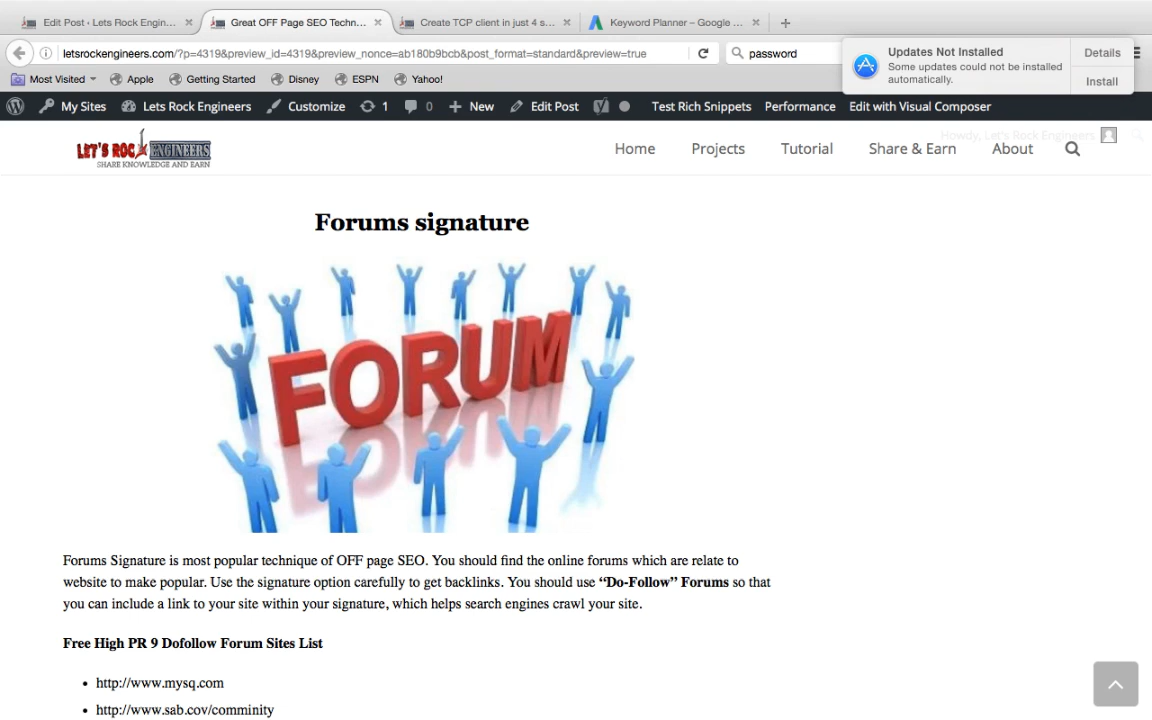 Edit Post ‹ Lets Rock Engin... × Great OFF Page SEO Techn... × Create TCP client in just 4 s... × Keyword Planner – Google ... × +
letsrockengineers.com/?p=4319&preview_id=4319&preview_nonce=ab180b9bcb&post_format=standard&preview=true password
Updates Not Installed
Some updates could not be installed
automatically.
Details
Install
Most Visited Apple Getting Started Disney ESPN Yahoo!
My Sites Lets Rock Engineers Customize 1 0 New Edit Post Test Rich Snippets Performance Edit with Visual Composer
Howdy, Let's Rock Engineers
LET'S ROCK ENGINEERS
SHARE KNOWLEDGE AND EARN
Home Projects Tutorial Share & Earn About
Forums signature
FORUM
Forums Signature is most popular technique of OFF page SEO. You should find the online forums which are relate to
website to make popular. Use the signature option carefully to get backlinks. You should use “Do-Follow” Forums so that
you can include a link to your site within your signature, which helps search engines crawl your site.
Free High PR 9 Dofollow Forum Sites List
• http://www.mysq.com
• http://www.sab.cov/comminity